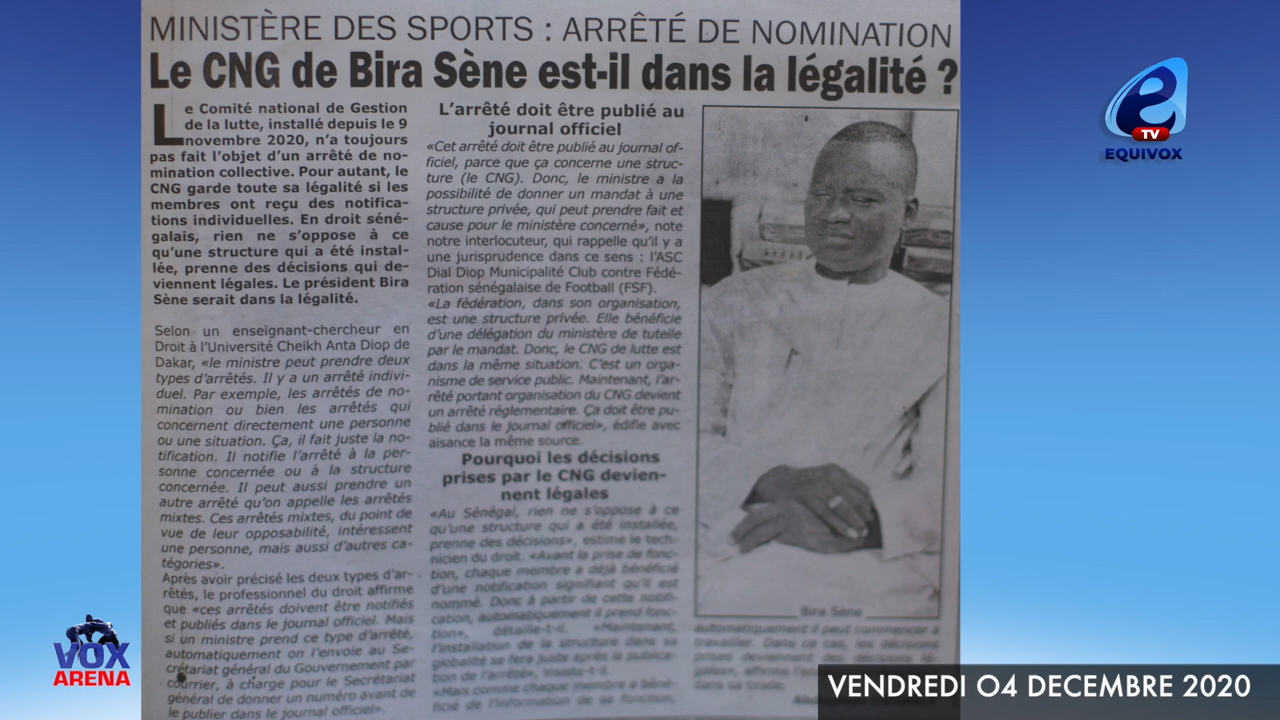 MINISTÈRE DES SPORTS : ARRÊTÉ DE NOMINATION
Le CNG de Bira Sène est-il dans la légalité ?
Le Comité national de Gestion
de la lutte, installé depuis le 9
novembre 2020, n’a toujours
pas fait l’objet d’un arrêté de no-
mination collective. Pour autant, le
CNG garde toute sa légalité si les
membres ont reçu des notifica-
tions individuelles. En droit séné-
galais, rien ne s’oppose à ce
qu’une structure qui a été instal-
lée, prenne des décisions qui de-
viennent légales. Le président Bira
Sène serait dans la légalité.
Selon un enseignant-chercheur en
Droit à l’Université Cheikh Anta Diop de
Dakar, «le ministre peut prendre deux
types d’arrêtés. Il y a un arrêté indivi-
duel. Par exemple, les arrêtés de no-
mination ou bien les arrêtés qui
concernent directement une personne
ou une situation. Ça, il fait juste la no-
tification. Il notifie l’arrêté à la per-
sonne concernée ou à la structure
concernée. Il peut aussi prendre un
autre arrêté qu’on appelle les arrêtés
mixtes. Ces arrêtés mixtes, du point de
vue de leur opposabilité, intéressent
une personne, mais aussi d’autres ca-
tégories».
Après avoir précisé les deux types d’ar-
rêtés, le professionnel du droit affirme
que «ces arrêtés doivent être notifiés
et publiés dans le journal officiel. Mais
si un ministre prend ce type d’arrêté,
automatiquement on l’envoie au Se-
crétariat général du Gouvernement par
courrier, à charge pour le Secrétariat
général de donner un numéro avant de
le publier dans le journal officiel».
L’arrêté doit être publié au
journal officiel
«Cet arrêté doit être publié au journal of-
ficiel, parce que ça concerne une struc-
ture (le CNG). Donc, le ministre a la
possibilité de donner un mandat à une
structure privée, qui peut prendre fait et
cause pour le ministère concerné», note
notre interlocuteur, qui rappelle qu’il y a
une jurisprudence dans ce sens : l’ASC
Dial Diop Municipalité Club contre Fédé-
ration sénégalaise de Football (FSF).
«La fédération, dans son organisation,
est une structure privée. Elle bénéficie
d’une délégation du ministère de tutelle
par le mandat. Donc, le CNG de lutte est
dans la même situation. C’est un orga-
nisme de service public. Maintenant, l’ar-
rêté portant organisation du CNG devient
un arrêté réglementaire. Ça doit être pu-
blié dans le journal officiel», édifie avec
aisance la même source.
Pourquoi les décisions
prises par le CNG devien-
nent légales
«Au Sénégal, rien ne s’oppose à ce
qu’une structure qui a été installée,
prenne des décisions», estime le tech-
nicien du droit. «Avant la prise de fonc-
tion, chaque membre a déjà bénéficié
d’une notification signifiant qu’il est
nommé. Donc à partir de cette notifi-
cation, automatiquement il prend fonc-
tion», détaille-t-il. «Maintenant,
l’installation de la structure dans sa
globalité se fera juste après la publica-
tion de l’arrêté»,
«Mais comme chaque membre a
ficié de l’information de sa
Bira Sène
automatiquement il peut commencer à
travailler. Dans ce cas, les décisions
prises deviennent des décisions
e
TV
EQUIVOX
VOX
ARENA
VENDREDI 04 DECEMBRE 2020